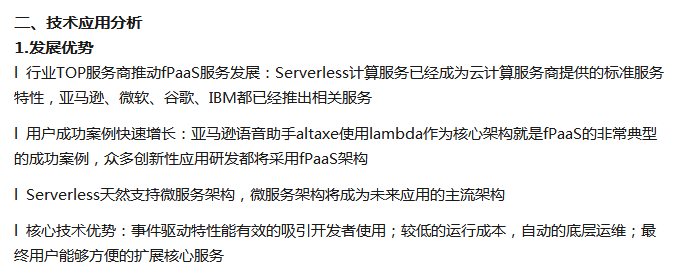 二、技术应用分析
1.发展优势
l 行业TOP服务商推动fPaaS服务发展：Serverless计算服务已经成为云计算服务商提供的标准服务
特性，亚马逊、微软、谷歌、IBM都已经推出相关服务
l 用户成功案例快速增长：亚马逊语音助手altaxe使用lambda作为核心架构就是fPaaS的非常典型
的成功案例，众多创新性应用研发都将采用fPaaS架构
l Serverless天然支持微服务架构，微服务架构将成为未来应用的主流架构
l 核心技术优势：事件驱动特性能有效的吸引开发者使用；较低的运行成本，自动的底层运维；最
终用户能够方便的扩展核心服务